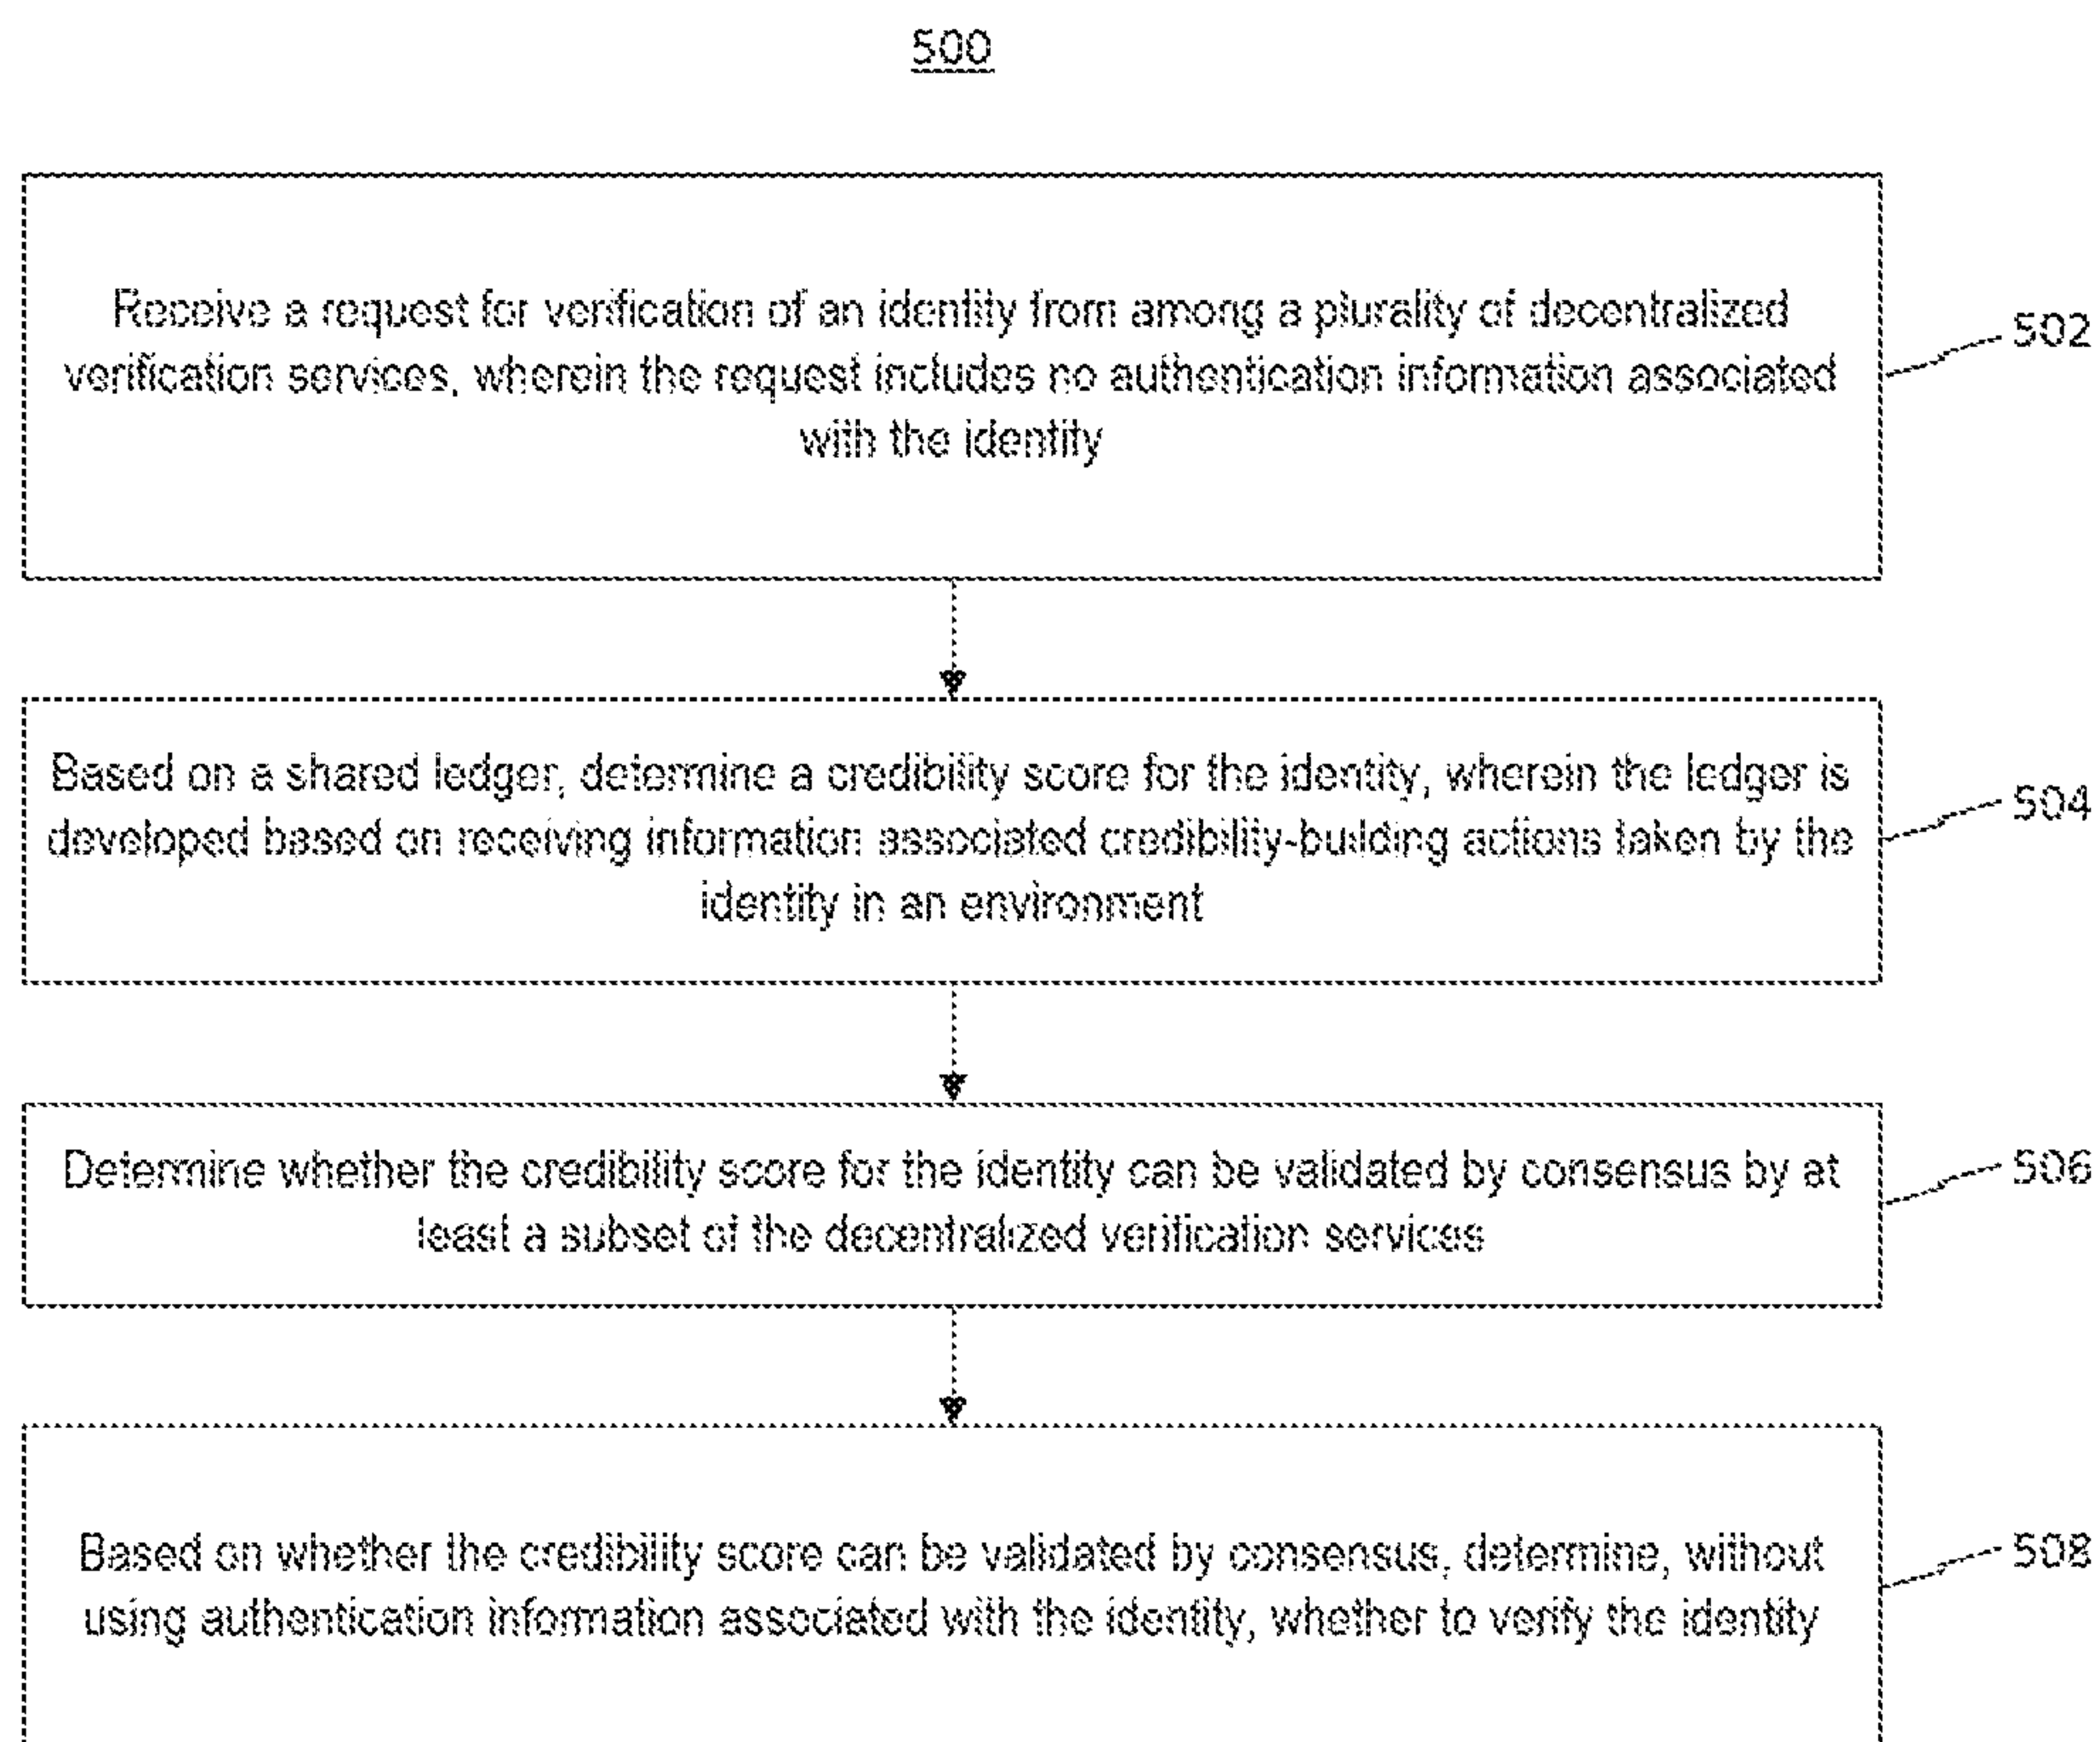 500
Receive a request for verification of an identity from among a plurality of decentralized
verification services, wherein the request includes no authentication information associated
with the identity
502
Based on a shared ledger, determine a credibility score for the identity, wherein the ledger is
developed based on receiving information associated credibility-building actions taken by the
identity in an environment
504
Determine whether the credibility score for the identity can be validated by consensus by at
least a subset of the decentralized verification services
506
Based on whether the credibility score can be validated by consensus, determine, without
using authentication information associated with the identity, whether to verify the identity
508